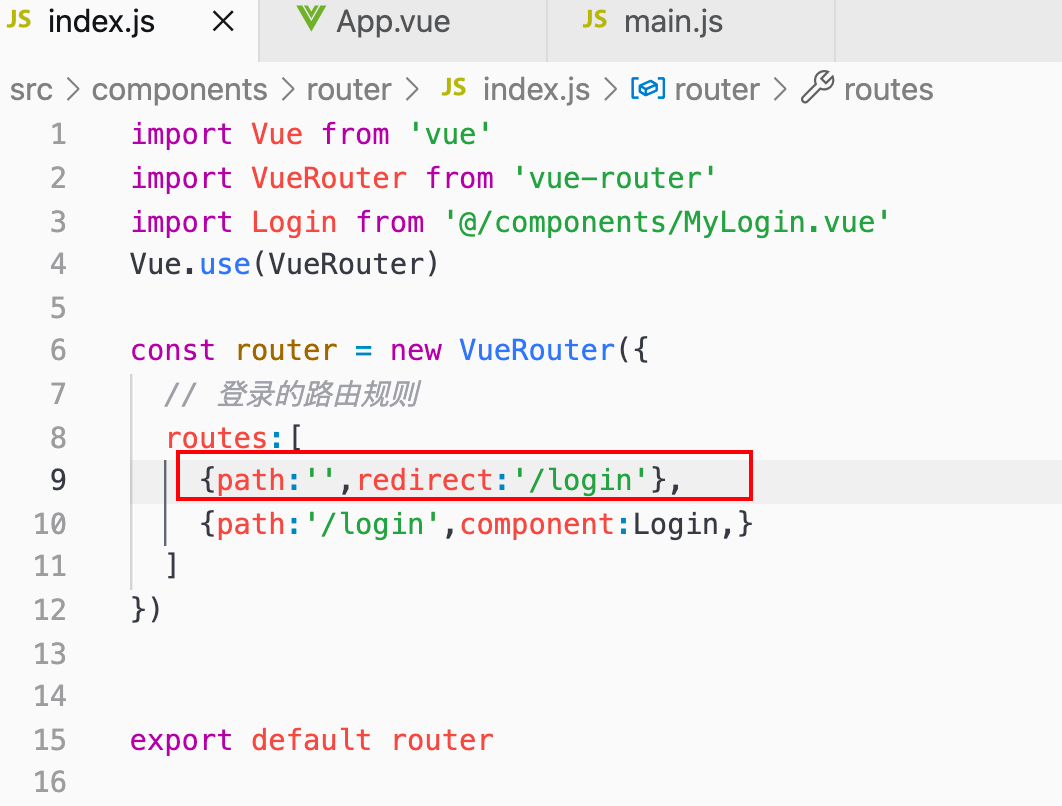 JS index.js × App.vue JS main.js
src > components > router > JS index.js > router > routes
1 import Vue from 'vue'
2 import VueRouter from 'vue-router'
3 import Login from '@/components/MyLogin.vue'
4 Vue.use(VueRouter)
5
6 const router = new VueRouter({
7 // 登录的路由规则
8 routes:[
9 {path:'',redirect:'/login'},
10 {path:'/login',component:Login,}
11 ]
12 })
13
14
15 export default router
16